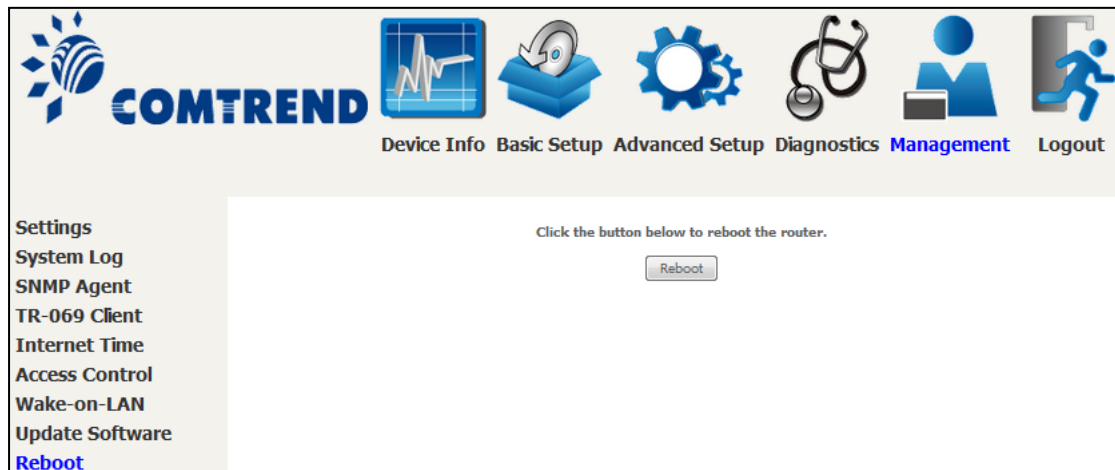 COMTREND
Device Info Basic Setup Advanced Setup Diagnostics Management Logout
Settings
System Log
SNMP Agent
TR-069 Client
Internet Time
Access Control
Wake-on-LAN
Update Software
Reboot
Click the button below to reboot the router.
Reboot